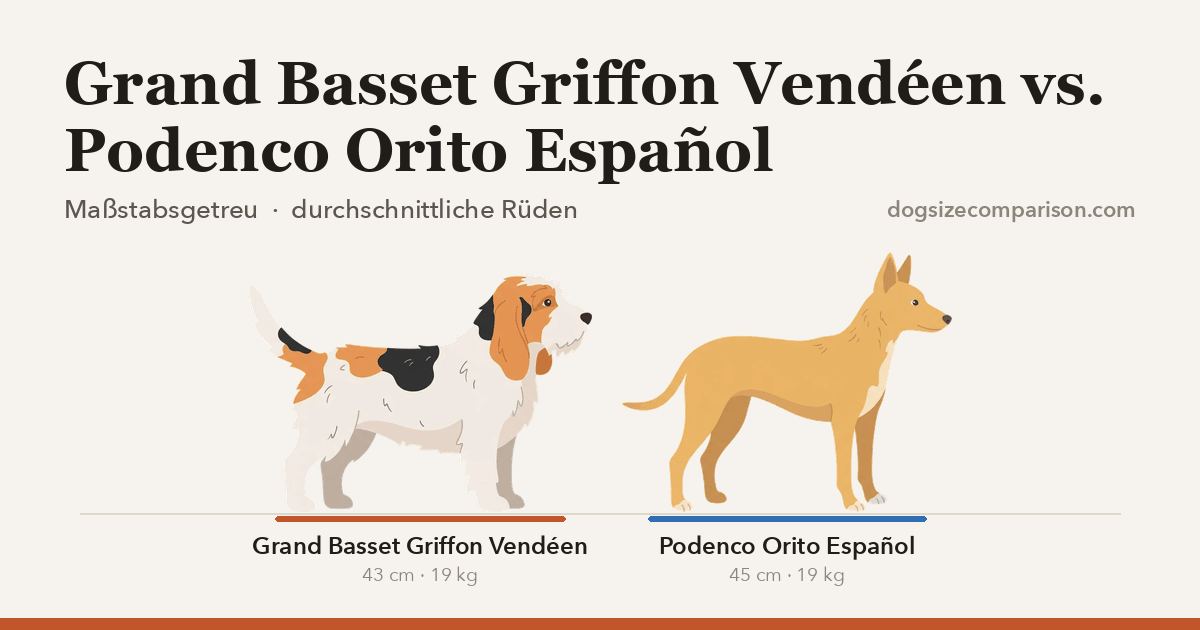 Grand Basset Griffon Vendéen vs.
Podenco Orito Español
Maßstabsgetreu · durchschnittliche Rüden
dogsizecomparison.com
Grand Basset Griffon Vendéen
43 cm · 19 kg
Podenco Orito Español
45 cm · 19 kg